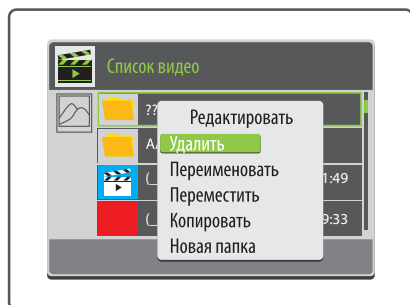 Список видео
??
Редактировать
Удалить
Переименовать
Переместить
Копировать
Новая папка
1:49
9:33